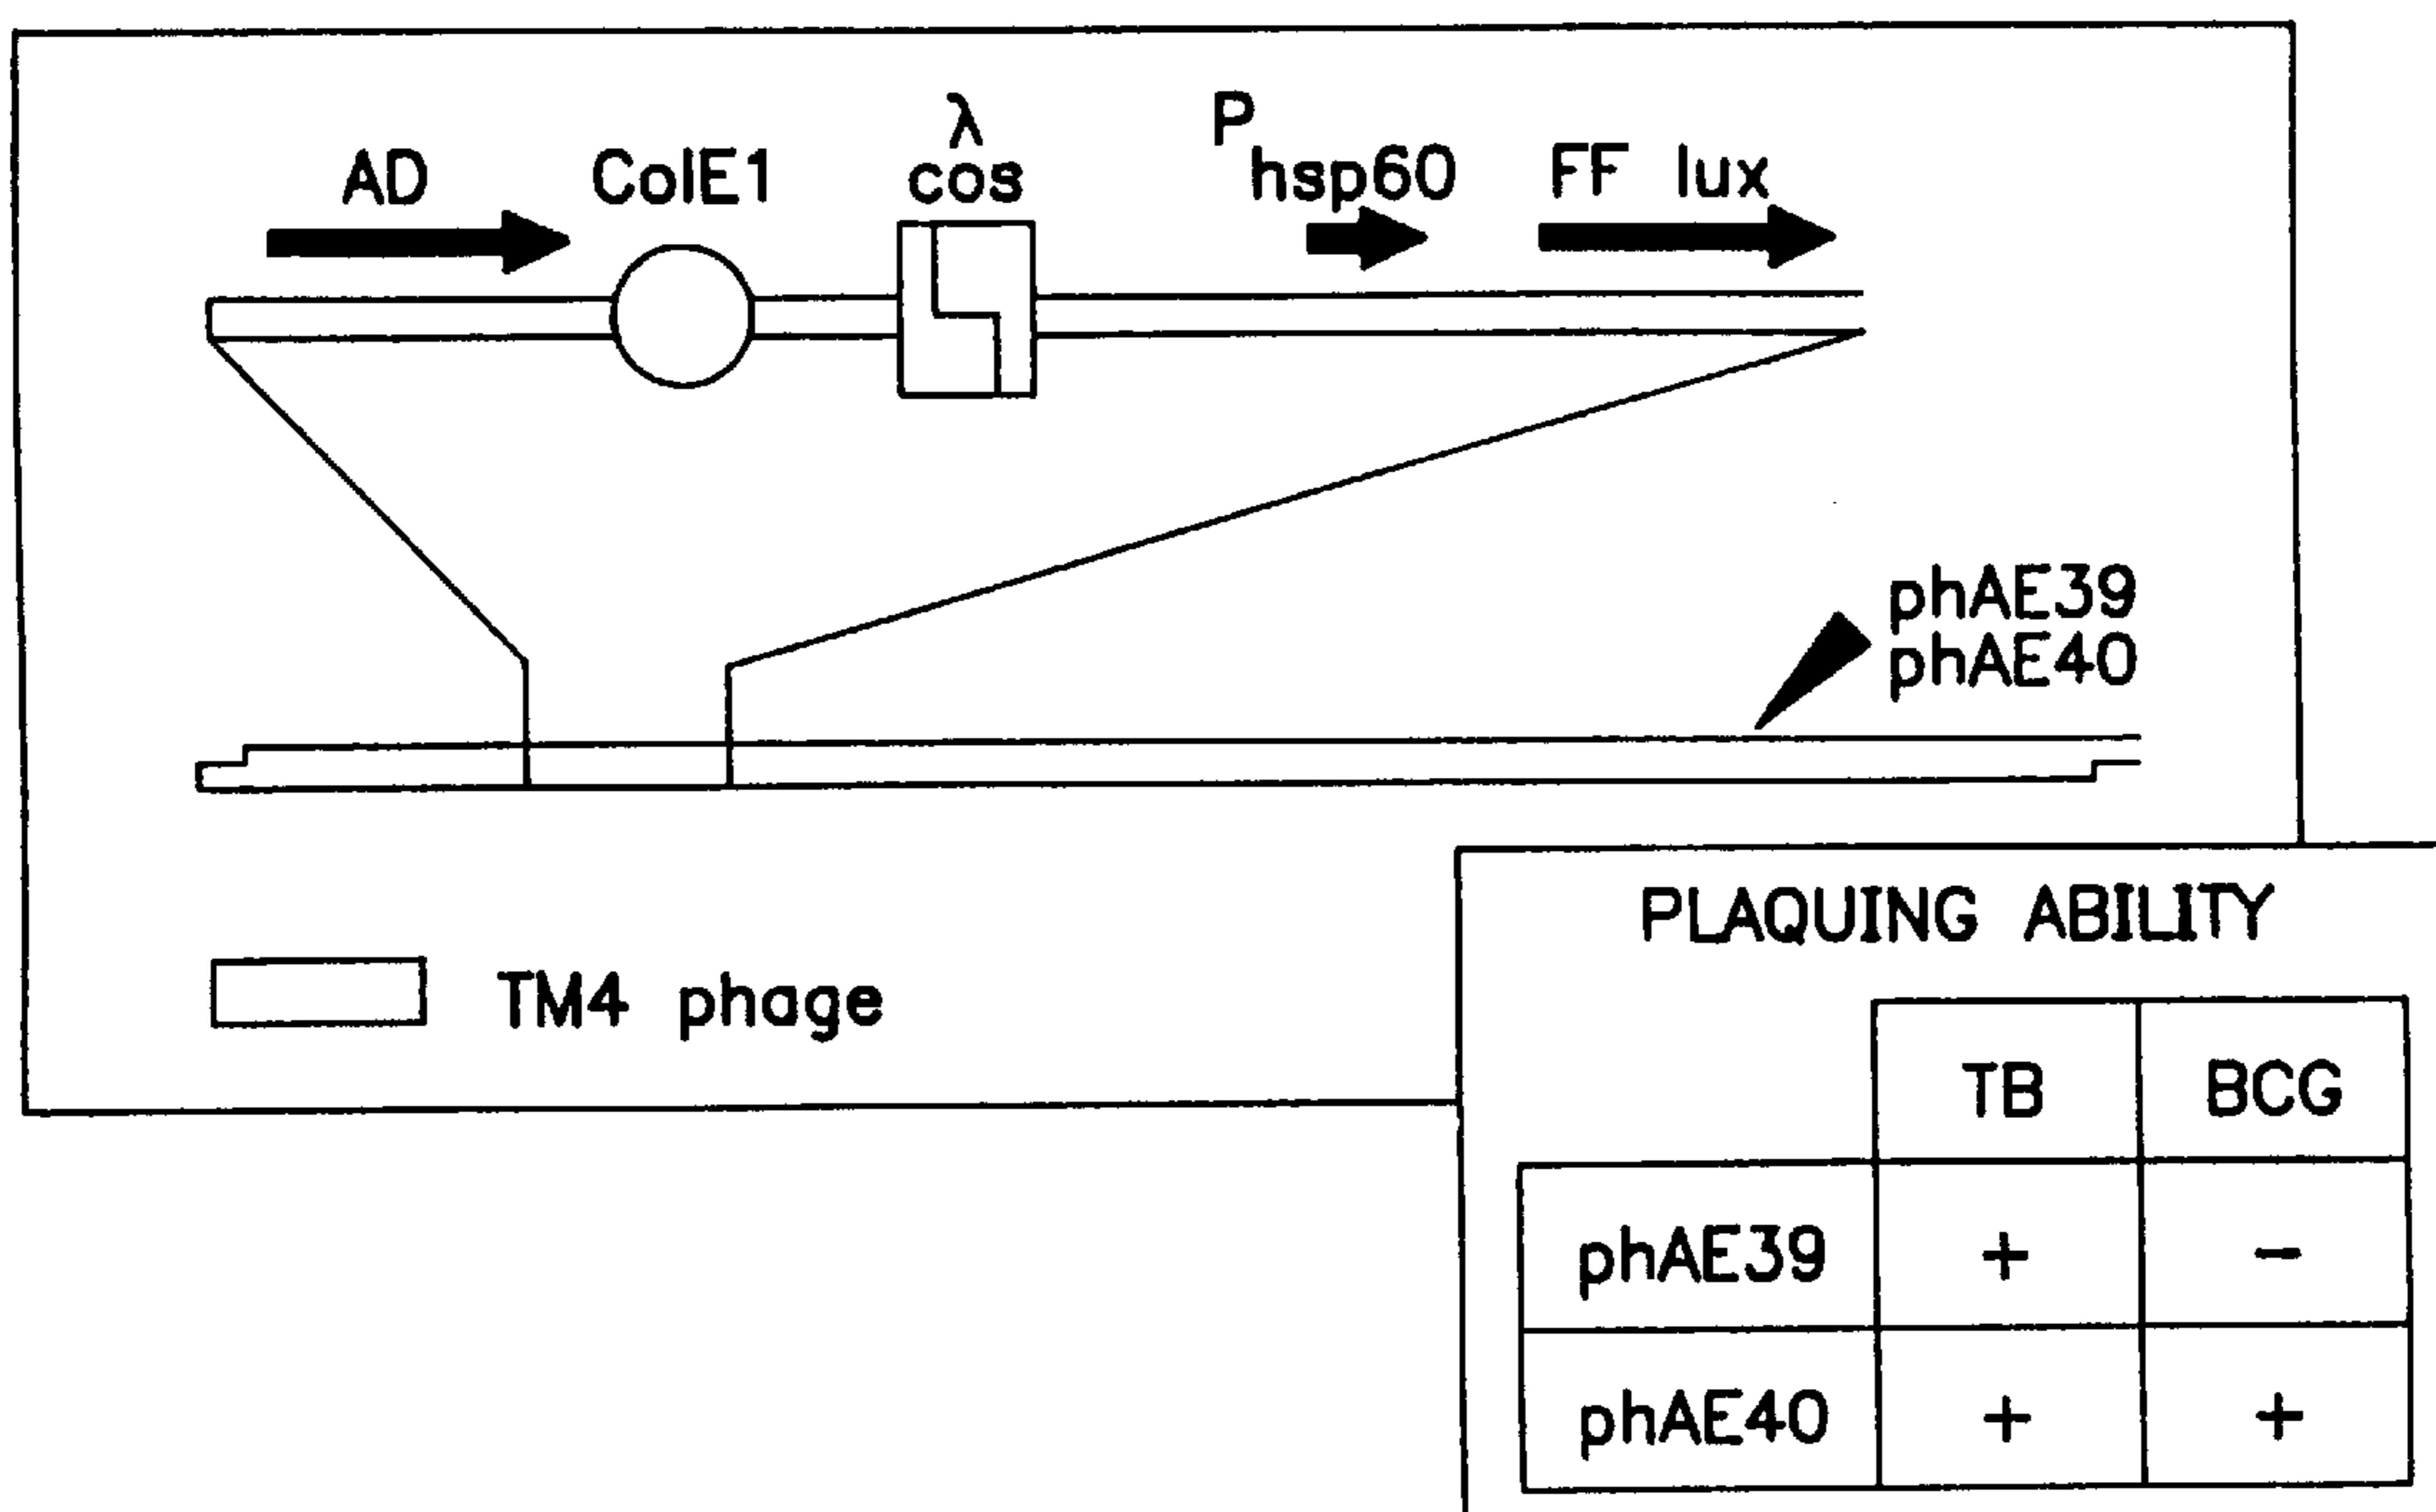 AD ColE1 λ cos P hsp60 FF lux
phAE39
phAE40
TM4 phage
PLAQUING ABILITY
TB BCG
phAE39 + -
phAE40 + +